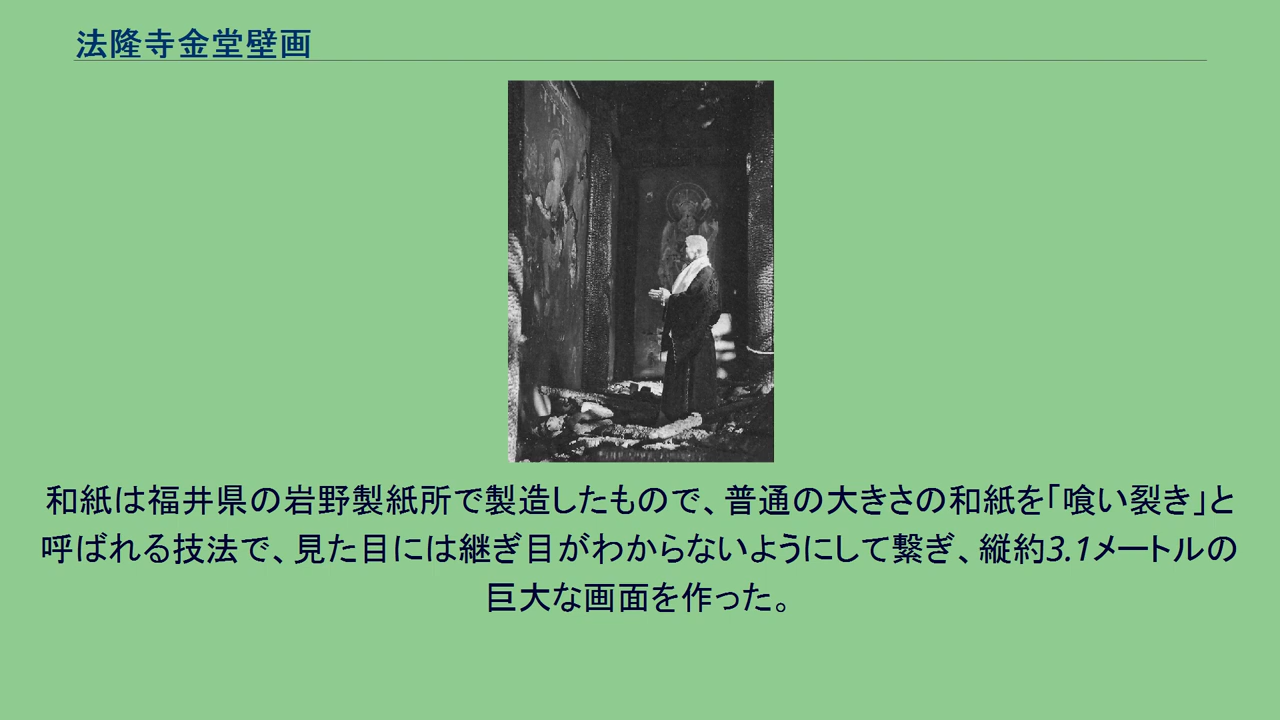 法隆寺金堂壁画
和紙は福井県の岩野製紙所で製造したもので、普通の大きさの和紙を「喰い裂き」と
呼ばれる技法で、見た目には継ぎ目がわからないようにして繋ぎ、縦約3.1メートルの
巨大な画面を作った。